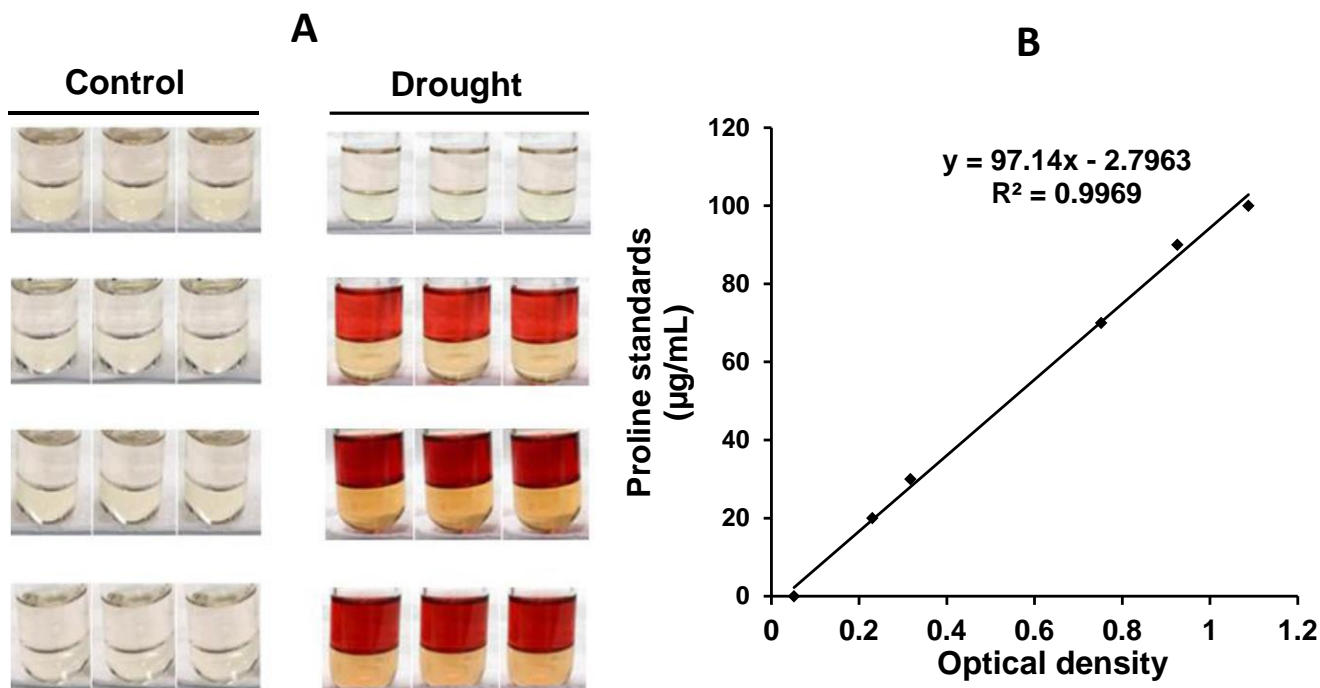 A
Control
Drought
B
y = 97.14x - 2.7963
R² = 0.9969
Proline standards
(µg/mL)
120
100
80
60
40
20
0
0 0.2 0.4 0.6 0.8 1 1.2
Optical density